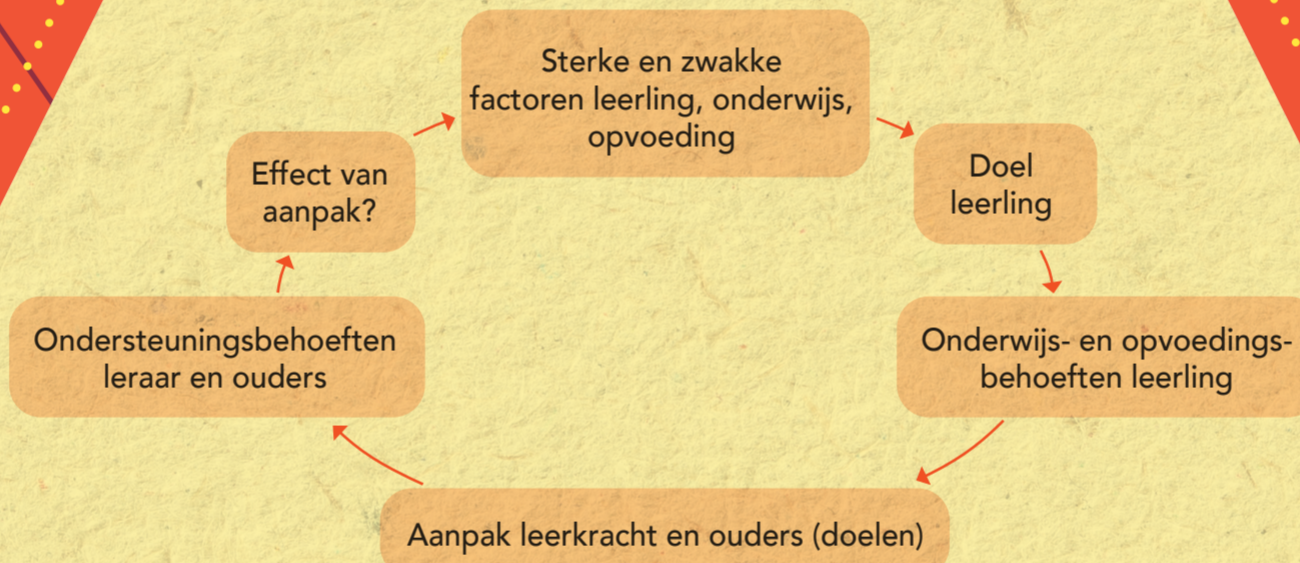 Sterke en zwakke
factoren leerling, onderwijs,
opvoeding
Doel
leerling
Onderwijs- en opvoedings-
behoeften leerling
Aanpak leerkracht en ouders (doelen)
Ondersteuningsbehoeften
leraar en ouders
Effect van
aanpak?